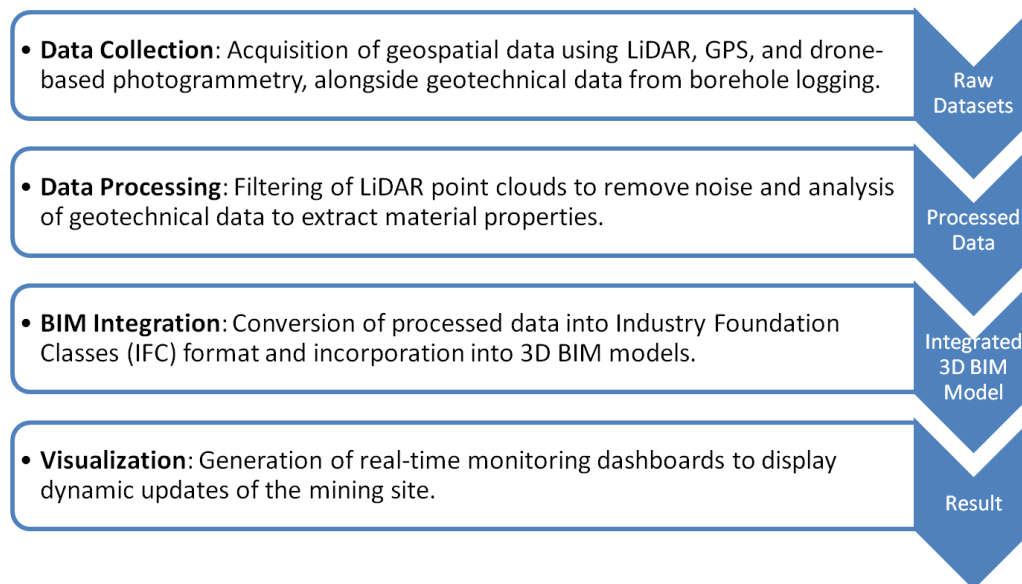 • Data Collection: Acquisition of geospatial data using LiDAR, GPS, and drone-
based photogrammetry, alongside geotechnical data from borehole logging.
Raw
Datasets
• Data Processing: Filtering of LiDAR point clouds to remove noise and analysis
of geotechnical data to extract material properties.
Processed
Data
• BIM Integration: Conversion of processed data into Industry Foundation
Classes (IFC) format and incorporation into 3D BIM models.
Integrated
3D BIM
Model
• Visualization: Generation of real-time monitoring dashboards to display
dynamic updates of the mining site.
Result